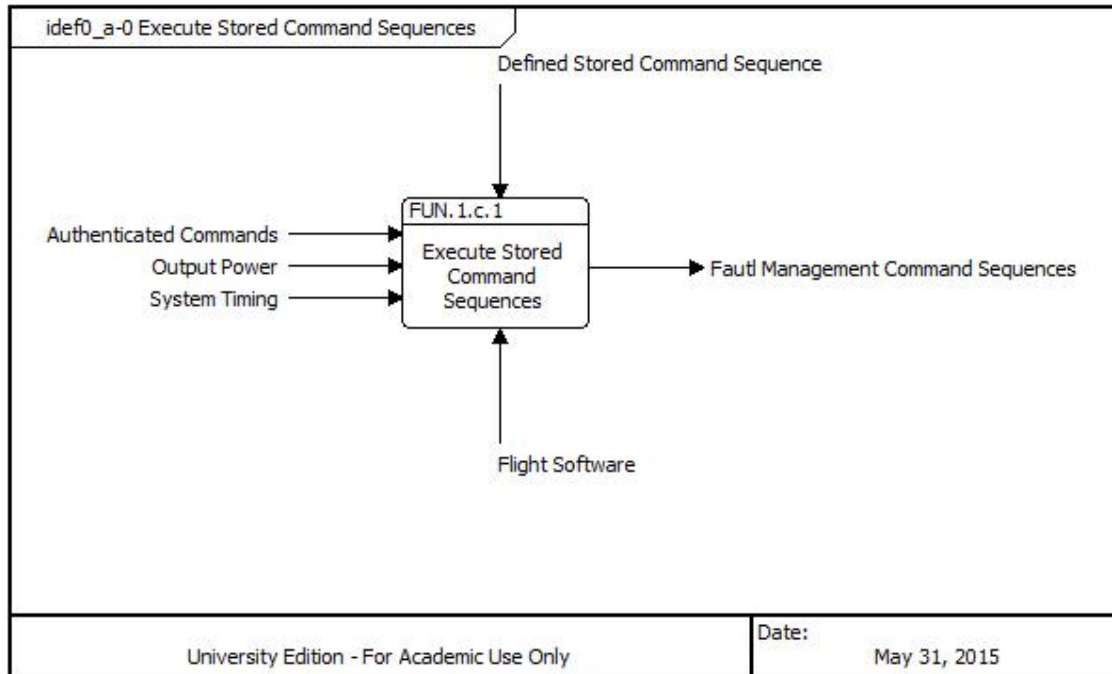 idef0_a-0 Execute Stored Command Sequences
Defined Stored Command Sequence
FUN.1.c.1
Authenticated Commands
Output Power
System Timing
Execute Stored
Command
Sequences
Fautl Management Command Sequences
Flight Software
University Edition - For Academic Use Only
Date:
May 31, 2015